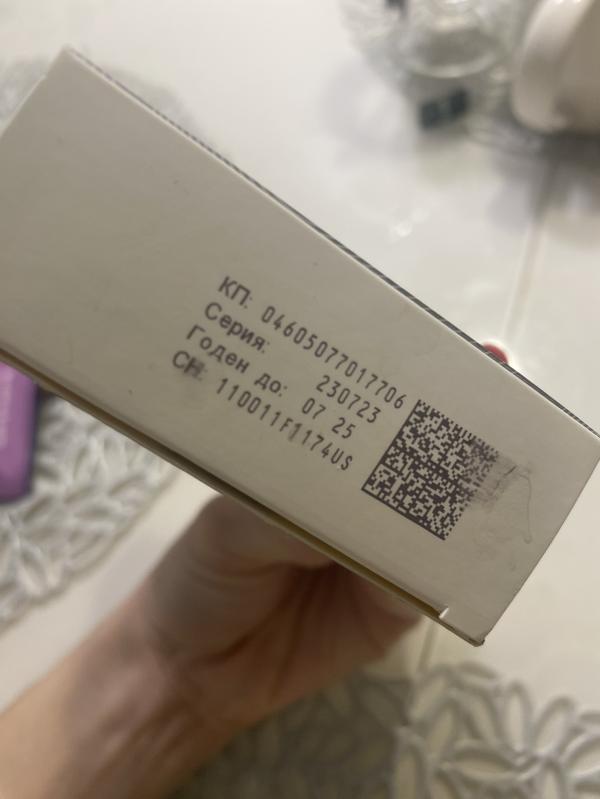 КП: 04605077017706
Серия: 230723
Годен до: 07 25
СН: 110011F1174US